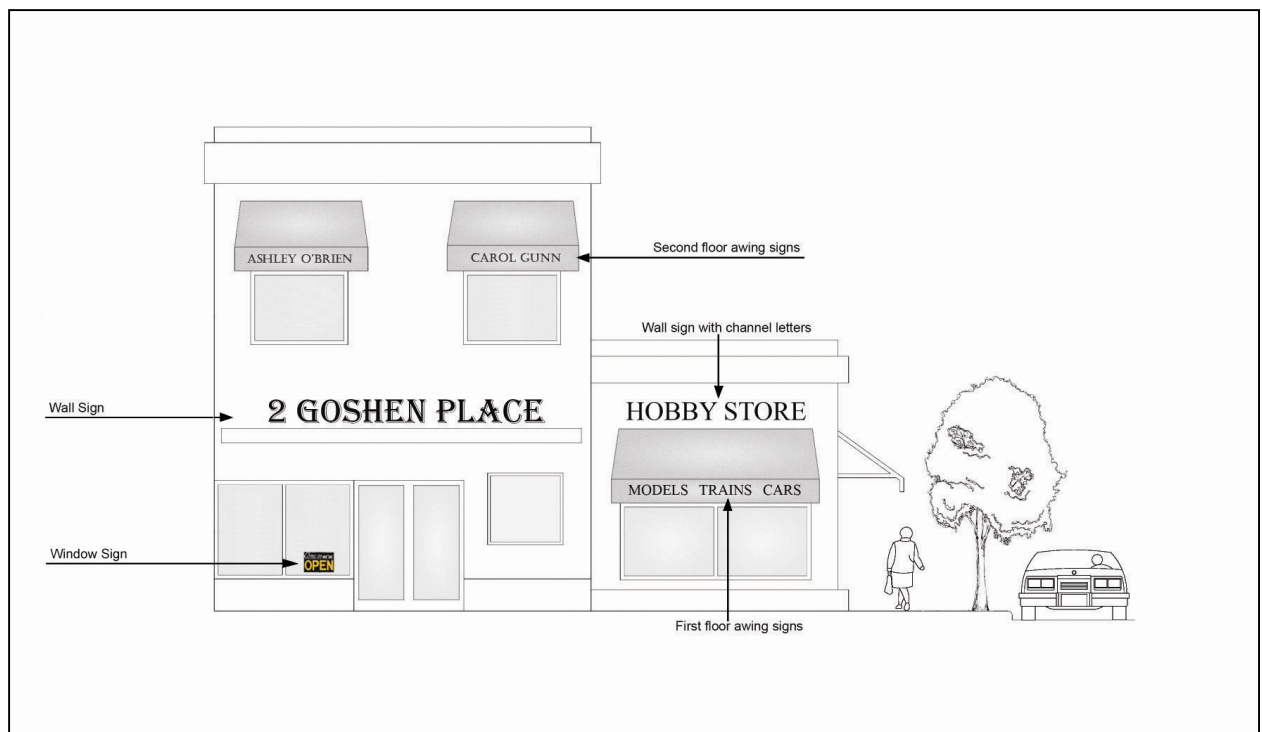 ASHLEY O'BRIEN
CAROL GUNN
Second floor awing signs
Wall sign with channel letters
Wall Sign
2 GOSHEN PLACE
HOBBY STORE
MODELS TRAINS CARS
Window Sign
OPEN
First floor awing signs